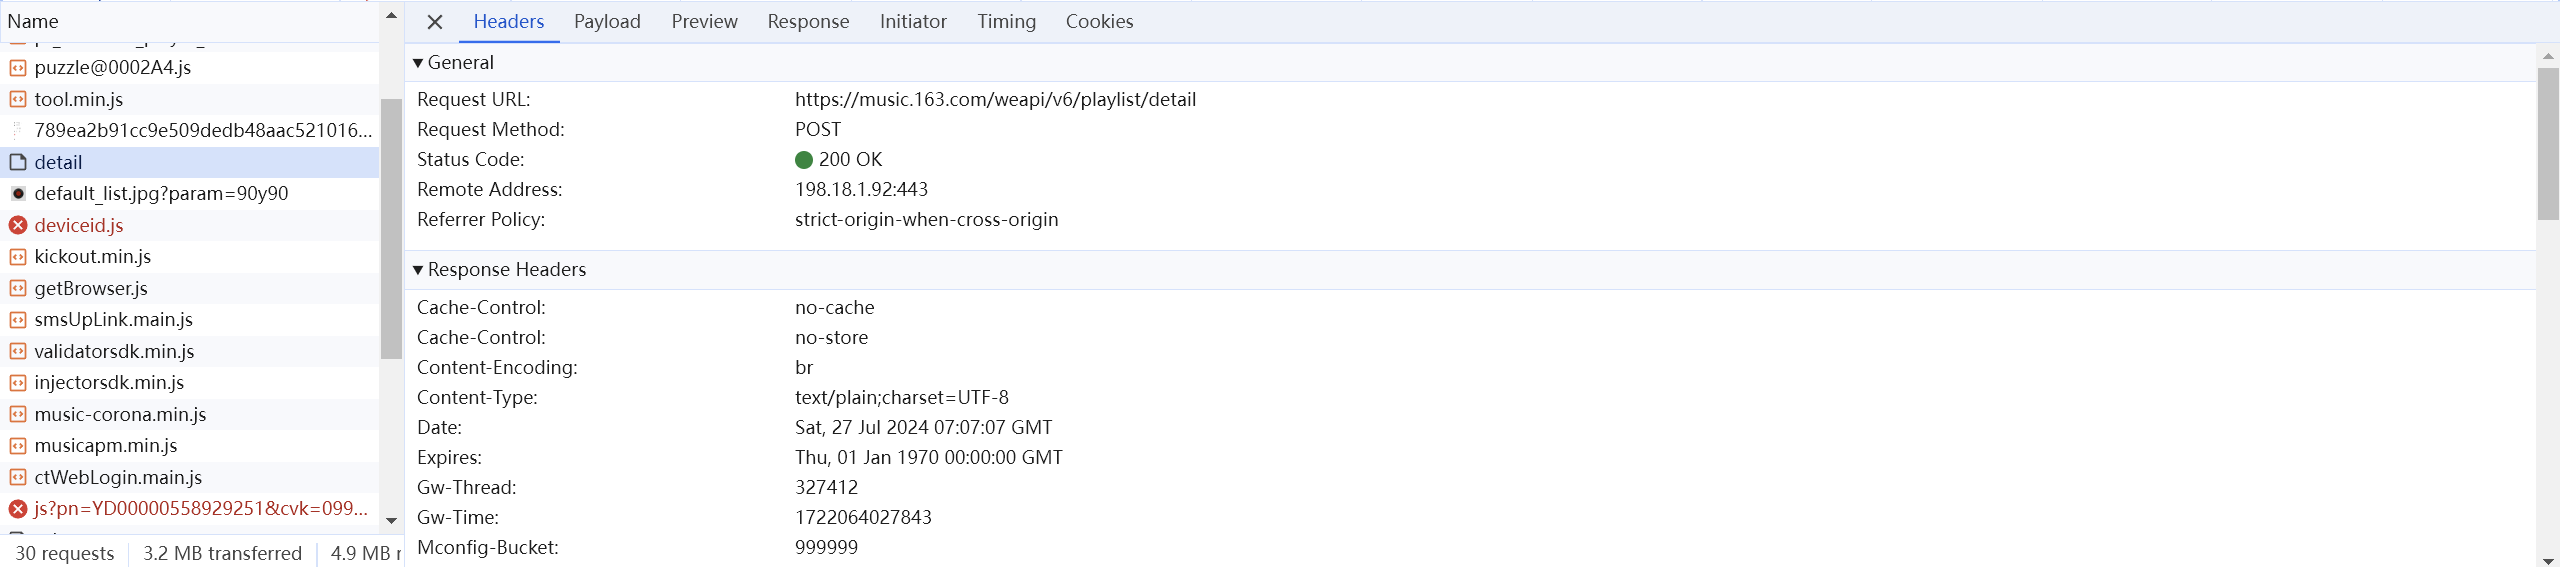 Name
puzzle@0002A4.js
tool.min.js
789ea2b91cc9e509dedb48aac521016...
detail
default_list.jpg?param=90y90
deviceid.js
kickout.min.js
getBrowser.js
smsUpLink.main.js
validatorsdk.min.js
injectorsdk.min.js
music-corona.min.js
musicapm.min.js
ctWebLogin.main.js
js?pn=YD00000558929251&cvk=099...
30 requests 3.2 MB transferred 4.9 MB r
Headers Payload Preview Response Initiator Timing Cookies
General
Request URL: https://music.163.com/weapi/v6/playlist/detail
Request Method: POST
Status Code: 200 OK
Remote Address: 198.18.1.92:443
Referrer Policy: strict-origin-when-cross-origin
Response Headers
Cache-Control: no-cache
Cache-Control: no-store
Content-Encoding: br
Content-Type: text/plain;charset=UTF-8
Date: Sat, 27 Jul 2024 07:07:07 GMT
Expires: Thu, 01 Jan 1970 00:00:00 GMT
Gw-Thread: 327412
Gw-Time: 1722064027843
Mconfig-Bucket: 999999